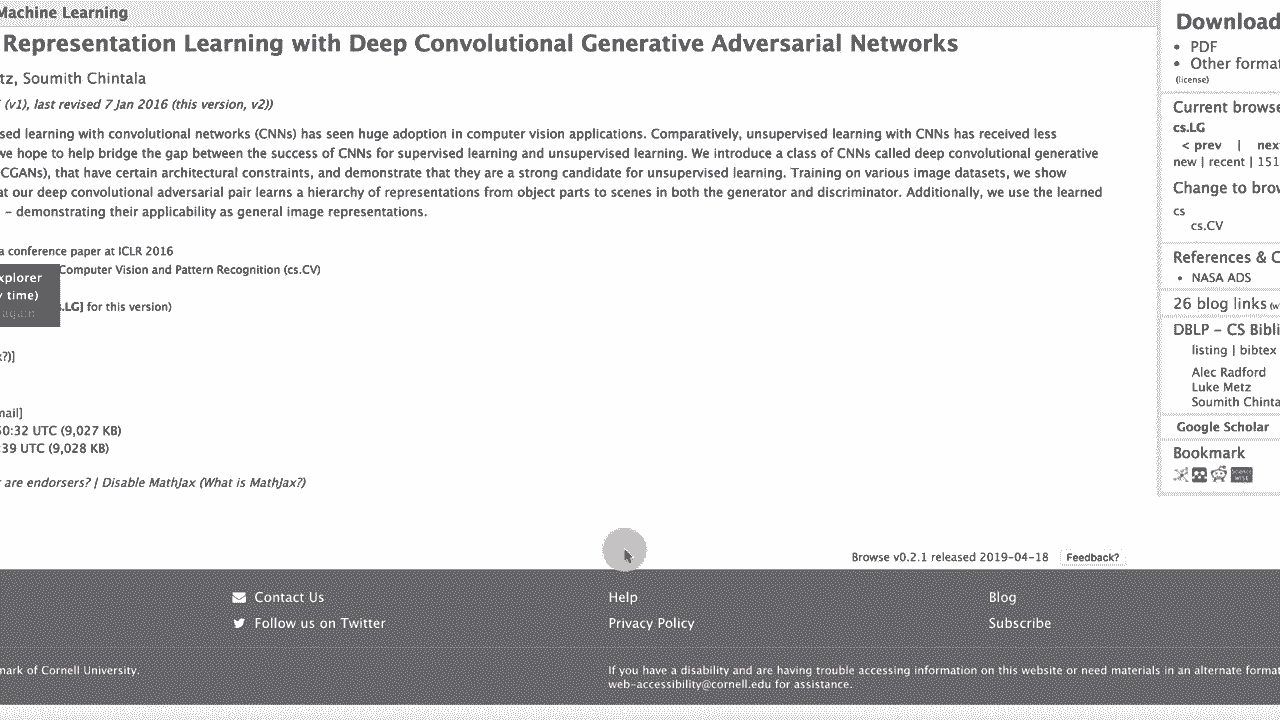 Machine Learning
Representation Learning with Deep Convolutional Generative Adversarial Networks
tz, Soumith Chintala
(v1), last revised 7 Jan 2016 (this version, v2))
sed learning with convolutional networks (CNNs) has seen huge adoption in computer vision applications. Comparatively, unsupervised learning with CNNs has received less
we hope to help bridge the gap between the success of CNNs for supervised learning and unsupervised learning. We introduce a class of CNNs called deep convolutional generative
CGANs), that have certain architectural constraints, and demonstrate that they are a strong candidate for unsupervised learning. Training on various image datasets, we show
at our deep convolutional adversarial pair learns a hierarchy of representations from object parts to scenes in both the generator and discriminator. Additionally, we use the learned
– demonstrating their applicability as general image representations.
a conference paper at ICLR 2016
Computer Vision and Pattern Recognition (cs.CV)
xplorer
y time)
again
s.LG] for this version)
x?)]
mail]
50:32 UTC (9,027 KB)
:39 UTC (9,028 KB)
are endorsers? | Disable MathJax (What is MathJax?)
Download
• PDF
• Other format
(license)
Current browse
cs.LG
< prev | nex
new | recent | 151
Change to brow
cs
cs.CV
References & C
• NASA ADS
26 blog links (w
DBLP – CS Bibli
listing | bibtex
Alec Radford
Luke Metz
Soumith Chinta
Google Scholar
Bookmark
Browse v0.2.1 released 2019-04-18 Feedback?
Contact Us
Follow us on Twitter
Help
Privacy Policy
Blog
Subscribe
mark of Cornell University.
If you have a disability and are having trouble accessing information on this website or need materials in an alternate format
web-accessibility@cornell.edu for assistance.